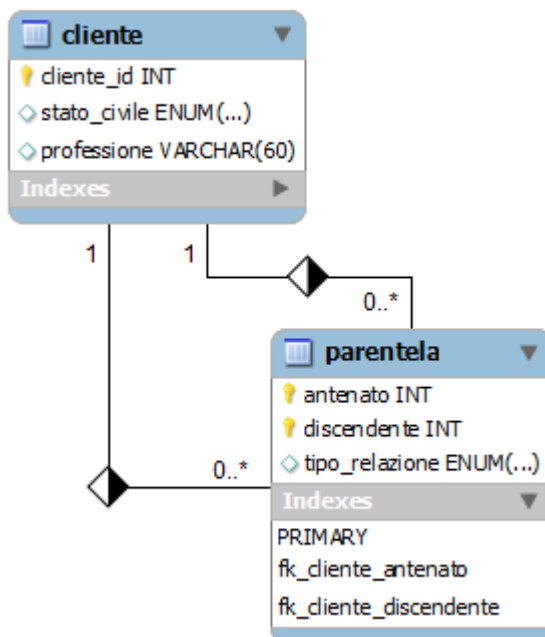 cliente
cliente_id INT
stato_civile ENUM(...)
professione VARCHAR(60)
Indexes
1
1
0..*
parentela
antenato INT
discendente INT
tipo_relazione ENUM(...)
0..*
Indexes
PRIMARY
fk_cliente_antenato
fk_cliente_discendente